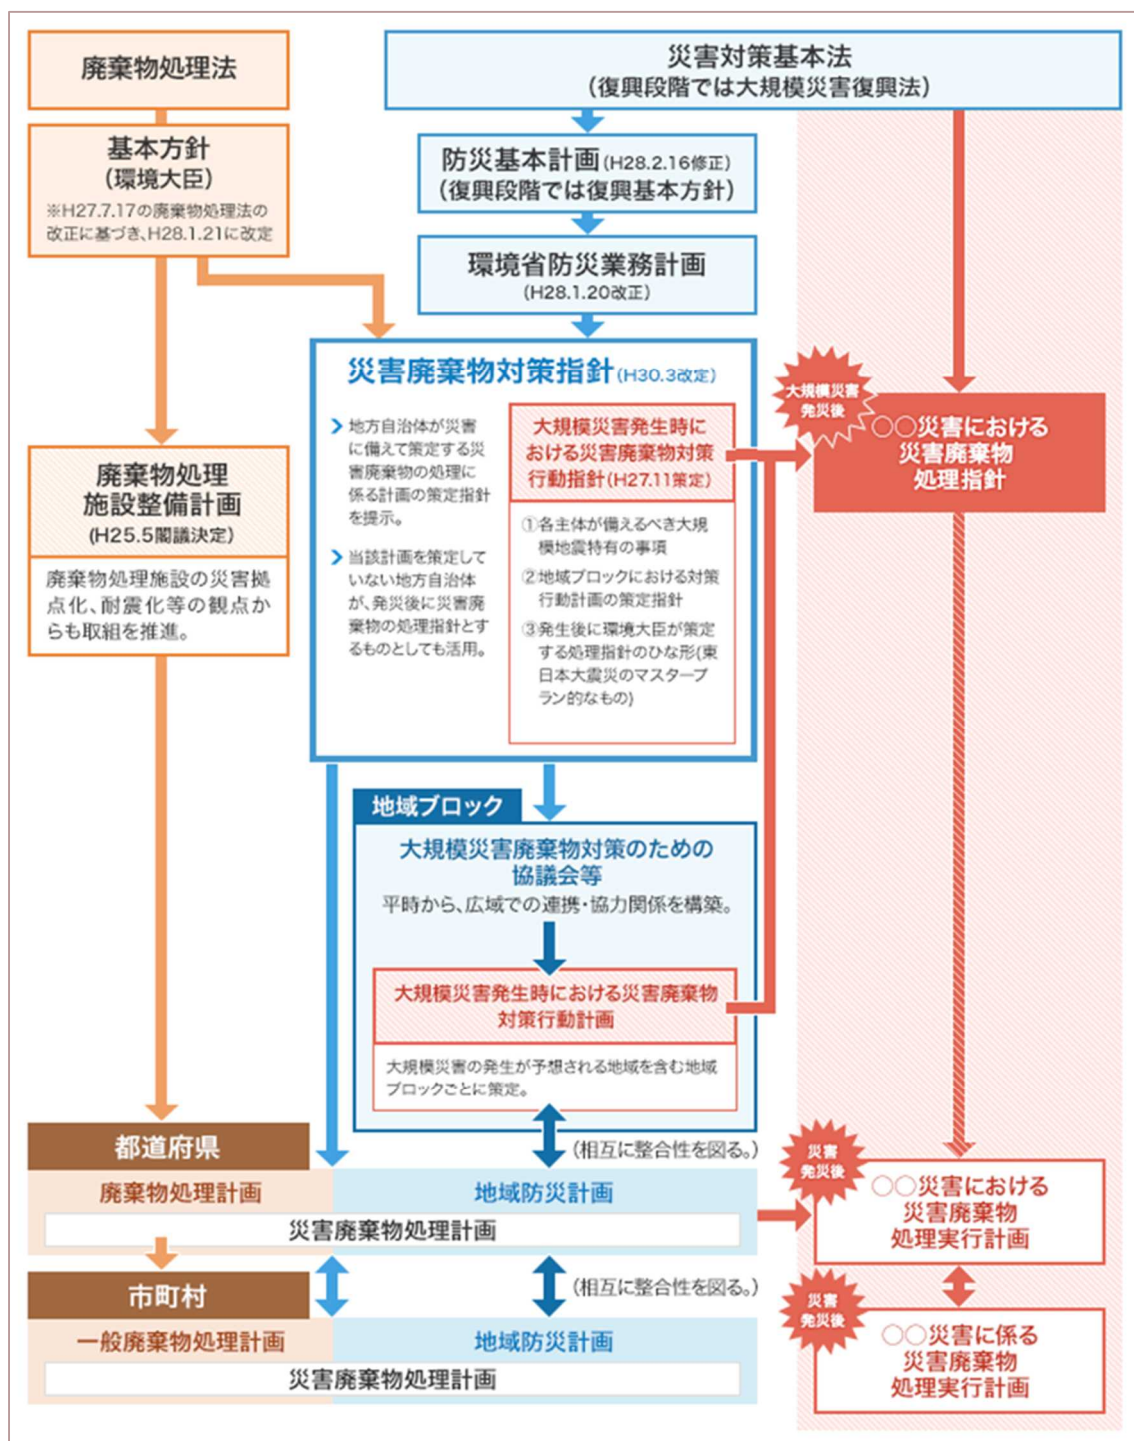 廃棄物処理法
基本方針
(環境大臣)
※H27.7.17の廃棄物処理法の
改正に基づき、H28.1.21に改定
災害対策基本法
(復興段階では大規模災害復興法)
防災基本計画(H28.2.16修正)
(復興段階では復興基本方針)
環境省防災業務計画
(H28.1.20改正)
災害廃棄物対策指針(H30.3改定)
地方自治体が災害
に備えて策定する災
害廃棄物の処理に
係る計画の策定指針
を提示。
当該計画を策定して
いない地方自治体
が、発災後に災害廃
棄物の処理指針とす
るものとしても活用。
大規模災害発生時に
おける災害廃棄物対策
行動指針(H27.11策定)
①各主体が備えるべき大規
模地震特有の事項
②地域ブロックにおける対策
行動計画の策定指針
③発生後に環境大臣が策定
する処理指針のひな形(東
日本大震災のマスタープ
ラン的なもの)
大規模災害
発災後
○○災害における
災害廃棄物
処理指針
廃棄物処理
施設整備計画
(H25.5閣議決定)
廃棄物処理施設の災害拠
点化、耐震化等の観点か
らも取組を推進。
地域ブロック
大規模災害廃棄物対策のための
協議会等
平時から、広域での連携・協力関係を構築。
大規模災害発生時における災害廃棄物
対策行動計画
大規模災害の発生が予想される地域を含む地域
ブロックごとに策定。
(相互に整合性を図る。)
都道府県
廃棄物処理計画
地域防災計画
災害廃棄物処理計画
災害
発災後
○○災害における
災害廃棄物
処理実行計画
(相互に整合性を図る。)
市町村
一般廃棄物処理計画
地域防災計画
災害廃棄物処理計画
災害
発災後
○○災害に係る
災害廃棄物
処理実行計画